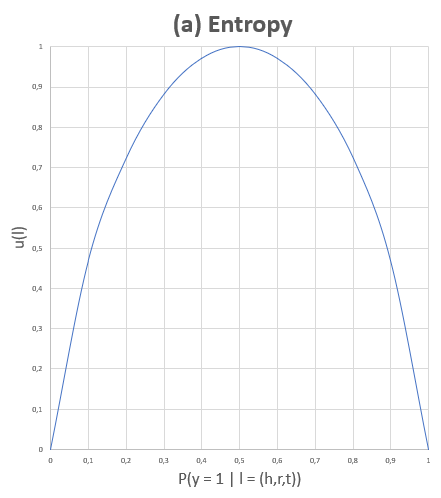 (a) Entropy
1
0,9
0,8
0,7
0,6
0,5
0,4
0,3
0,2
0,1
0
u(l)
0 0,1 0,2 0,3 0,4 0,5 0,6 0,7 0,8 0,9 1
P(y = 1 | l = (h,r,t))